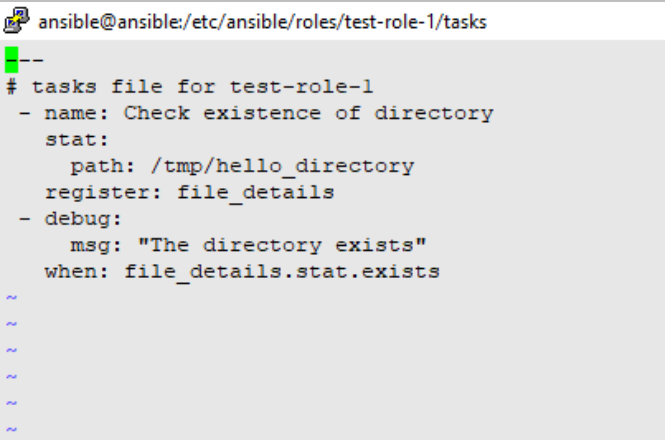 ansible@ansible:/etc/ansible/roles/test-role-1/tasks
---
# tasks file for test-role-1
 - name: Check existence of directory
   stat:
     path: /tmp/hello_directory
   register: file_details
 - debug:
     msg: "The directory exists"
   when: file_details.stat.exists
~
~
~
~
~
~